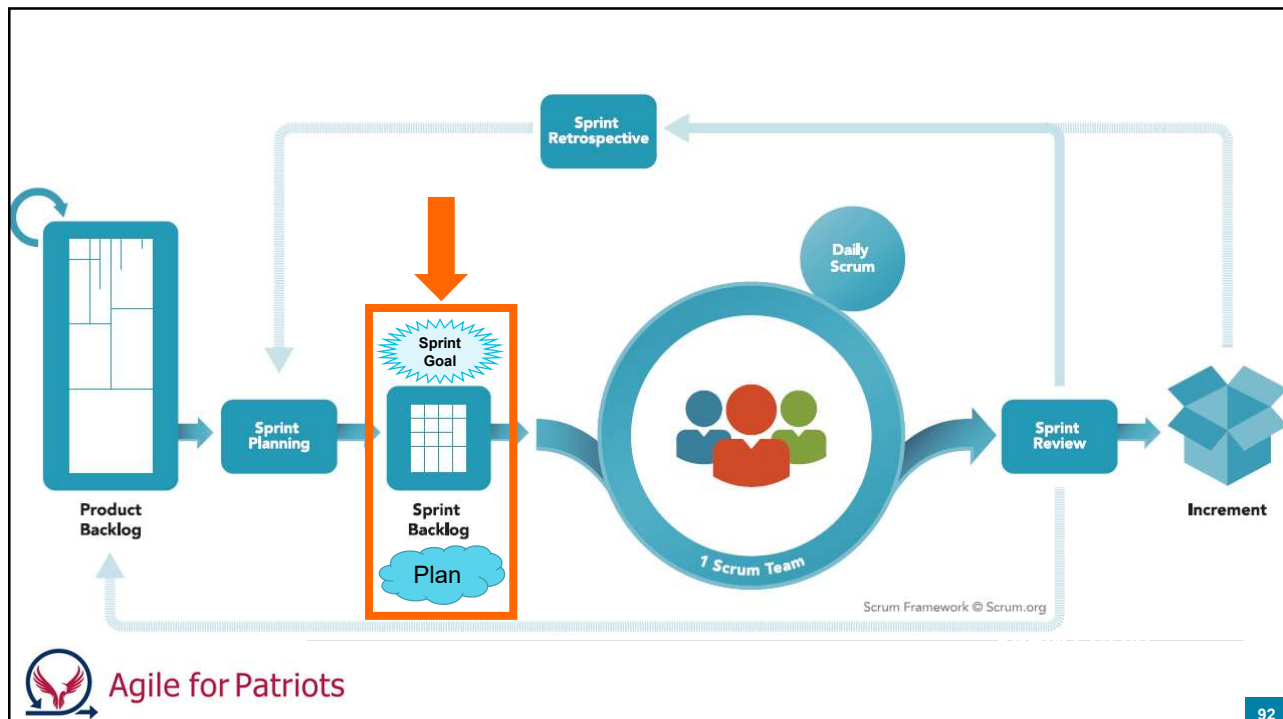 Sprint
Retrospective
Daily
Scrum
Sprint
Goal
Sprint
Planning
Sprint
Review
Product
Backlog
Sprint
Backlog
Increment
Plan
1 Scrum Team
Scrum Framework © Scrum.org
Agile for Patriots
92